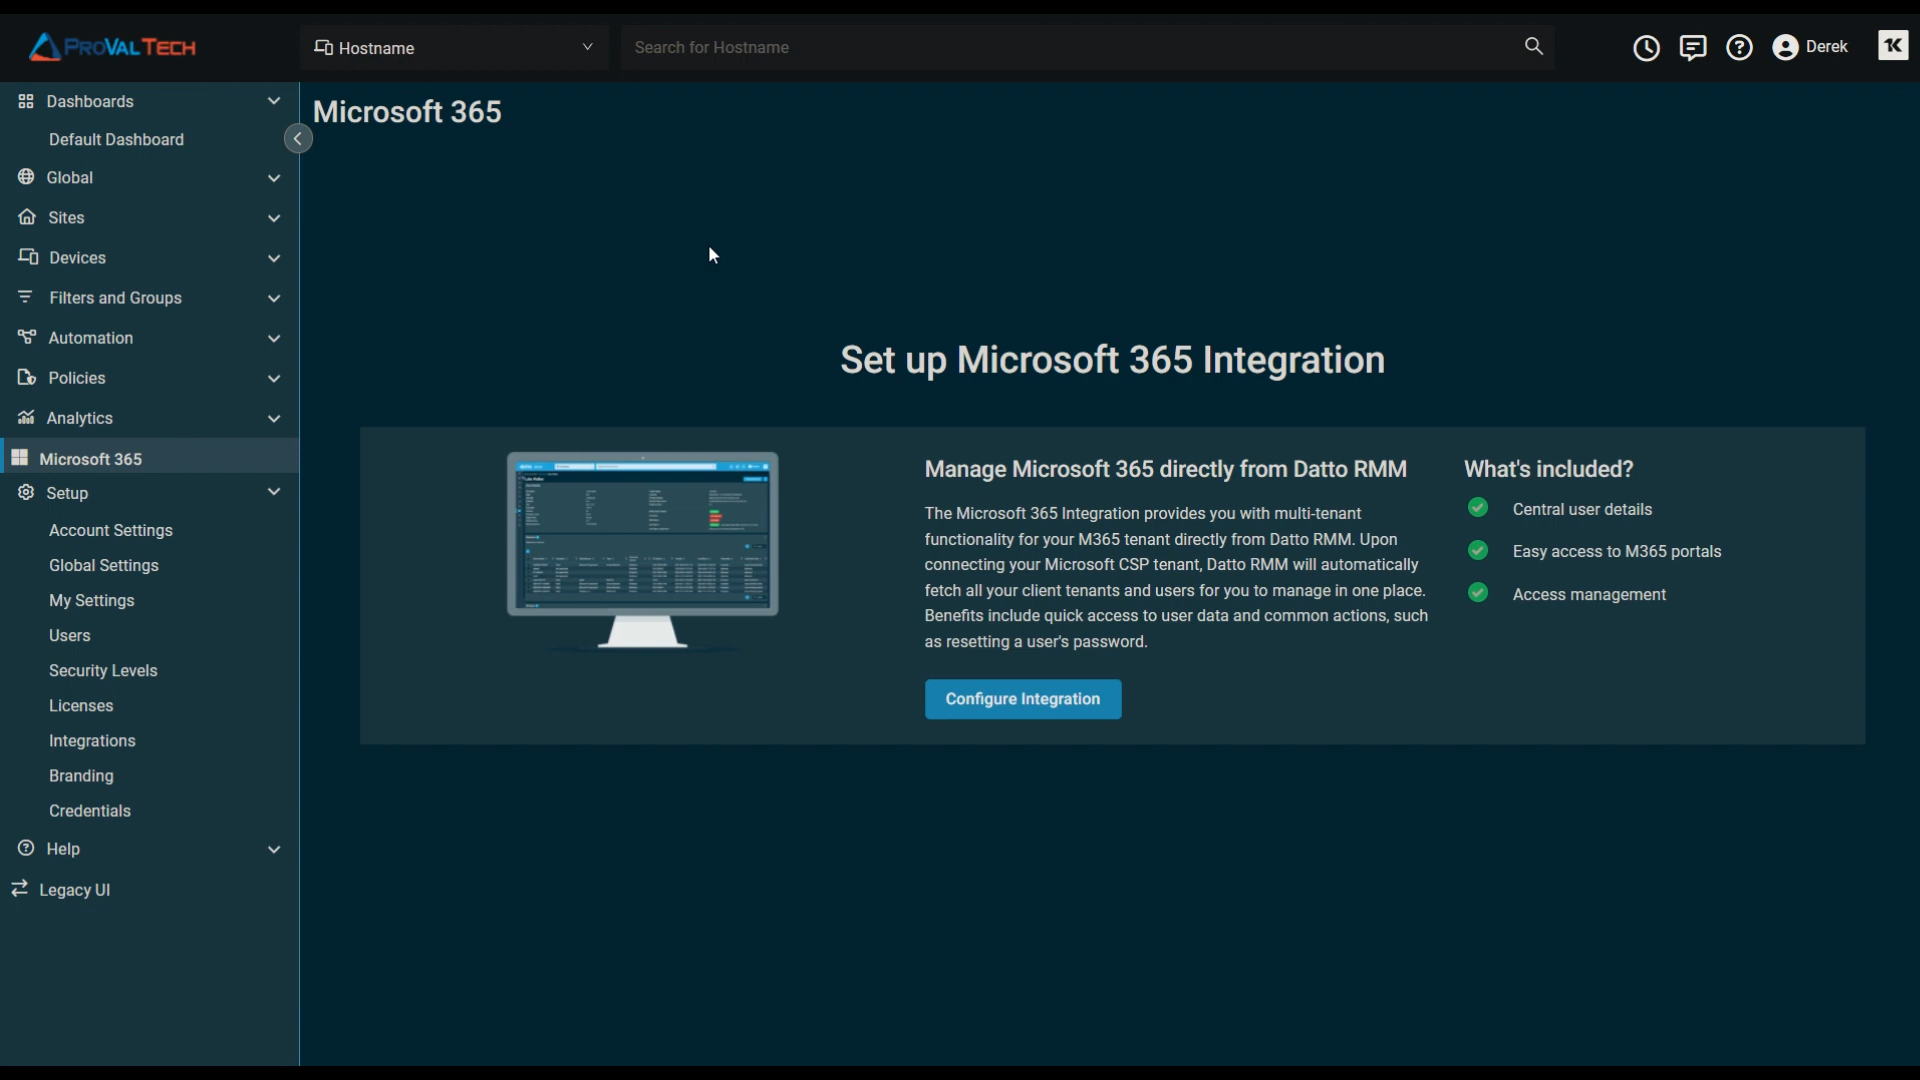 PROVALTECH
Hostname
Search for Hostname
Derek
Dashboards
Default Dashboard
Global
Sites
Devices
Filters and Groups
Automation
Policies
Analytics
Microsoft 365
Setup
Account Settings
Global Settings
My Settings
Users
Security Levels
Licenses
Integrations
Branding
Credentials
Help
Legacy UI
Microsoft 365
Set up Microsoft 365 Integration
Manage Microsoft 365 directly from Datto RMM
The Microsoft 365 Integration provides you with multi-tenant
functionality for your M365 tenant directly from Datto RMM. Upon
connecting your Microsoft CSP tenant, Datto RMM will automatically
fetch all your client tenants and users for you to manage in one place.
Benefits include quick access to user data and common actions, such
as resetting a user's password.
Configure Integration
What's included?
Central user details
Easy access to M365 portals
Access management